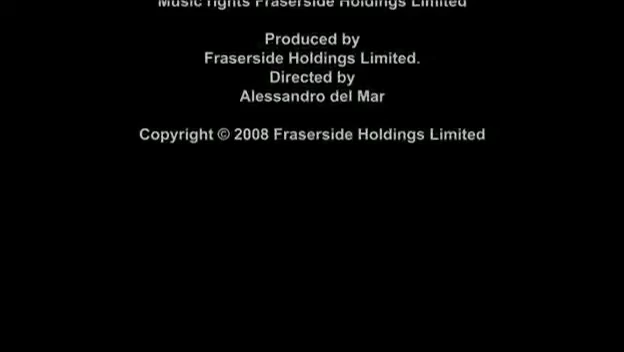 Music rights Fraserside Holdings Limited
Produced by
Fraserside Holdings Limited.
Directed by
Alessandro del Mar
Copyright © 2008 Fraserside Holdings Limited